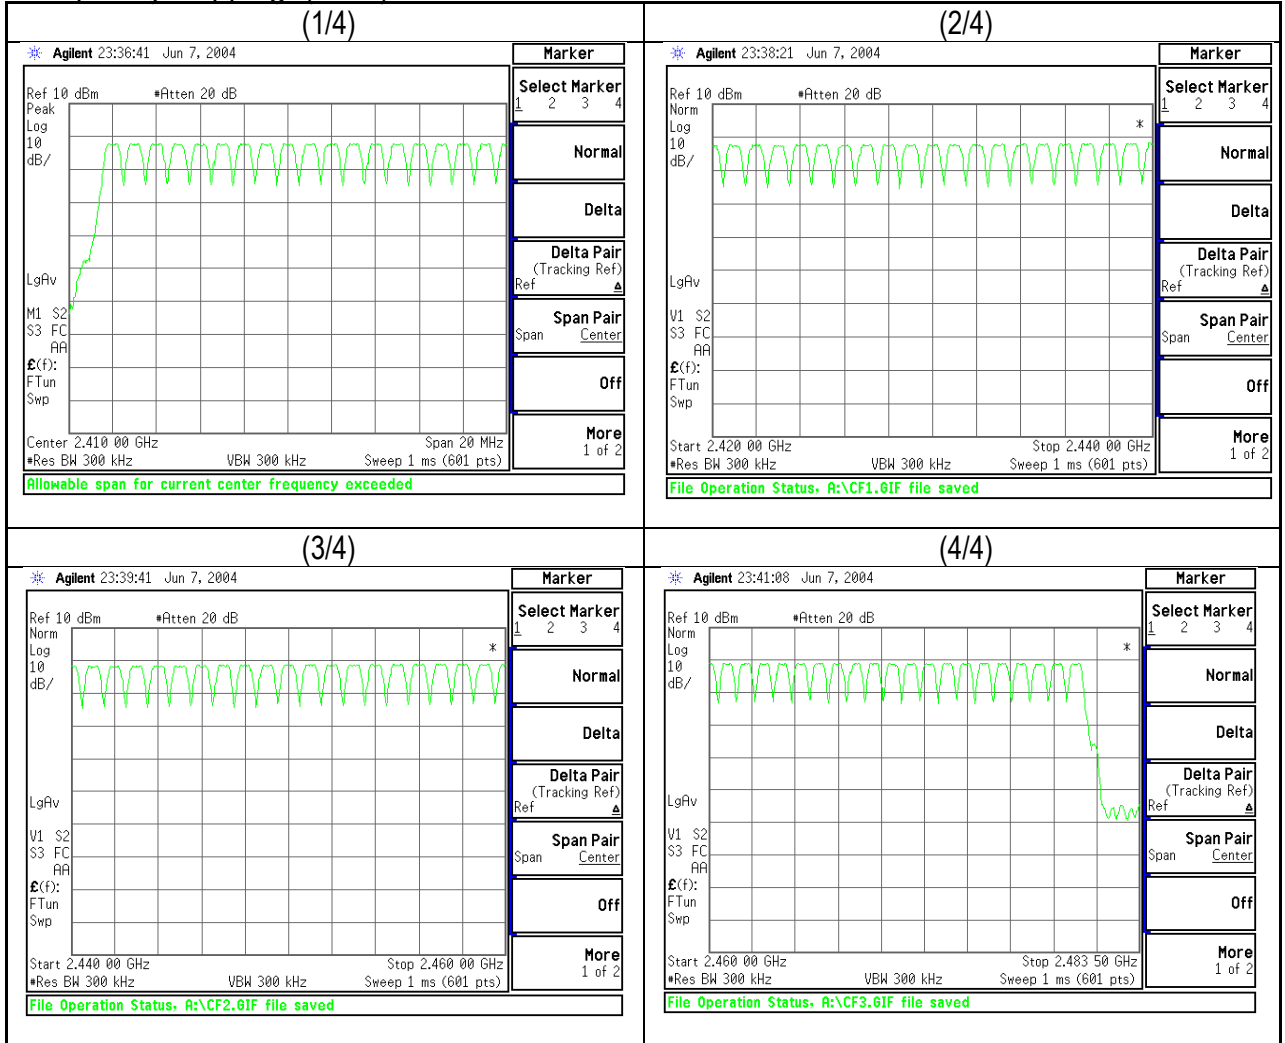 (1/4)
Agilent 23:36:41 Jun 7, 2004
Marker
Ref 10 dBm #Atten 20 dB
Peak
Log
10
dB/
LgAv
M1 S2
S3 FC
AA
£(f):
FTun
Swp
Center 2.410 00 GHz Span 20 MHz
#Res BW 300 kHz VBW 300 kHz Sweep 1 ms (601 pts)
Allowable span for current center frequency exceeded
Select Marker
1 2 3 4
Normal
Delta
Delta Pair
(Tracking Ref)
Ref Δ
Span Pair
Span Center
Off
More
1 of 2
(2/4)
Agilent 23:38:21 Jun 7, 2004
Marker
Ref 10 dBm #Atten 20 dB
Norm
Log
10
dB/
*
LgAv
V1 S2
S3 FC
AA
£(f):
FTun
Swp
Start 2.420 00 GHz Stop 2.440 00 GHz
#Res BW 300 kHz VBW 300 kHz Sweep 1 ms (601 pts)
File Operation Status, A:\CF1.GIF file saved
Select Marker
1 2 3 4
Normal
Delta
Delta Pair
(Tracking Ref)
Ref Δ
Span Pair
Span Center
Off
More
1 of 2
(3/4)
Agilent 23:39:41 Jun 7, 2004
Marker
Ref 10 dBm #Atten 20 dB
Norm
Log
10
dB/
*
LgAv
V1 S2
S3 FC
AA
£(f):
FTun
Swp
Start 2.440 00 GHz Stop 2.460 00 GHz
#Res BW 300 kHz VBW 300 kHz Sweep 1 ms (601 pts)
File Operation Status, A:\CF2.GIF file saved
Select Marker
1 2 3 4
Normal
Delta
Delta Pair
(Tracking Ref)
Ref Δ
Span Pair
Span Center
Off
More
1 of 2
(4/4)
Agilent 23:41:08 Jun 7, 2004
Marker
Ref 10 dBm #Atten 20 dB
Norm
Log
10
dB/
*
LgAv
V1 S2
S3 FC
AA
£(f):
FTun
Swp
Start 2.460 00 GHz Stop 2.483 50 GHz
#Res BW 300 kHz VBW 300 kHz Sweep 1 ms (601 pts)
File Operation Status, A:\CF3.GIF file saved
Select Marker
1 2 3 4
Normal
Delta
Delta Pair
(Tracking Ref)
Ref Δ
Span Pair
Span Center
Off
More
1 of 2